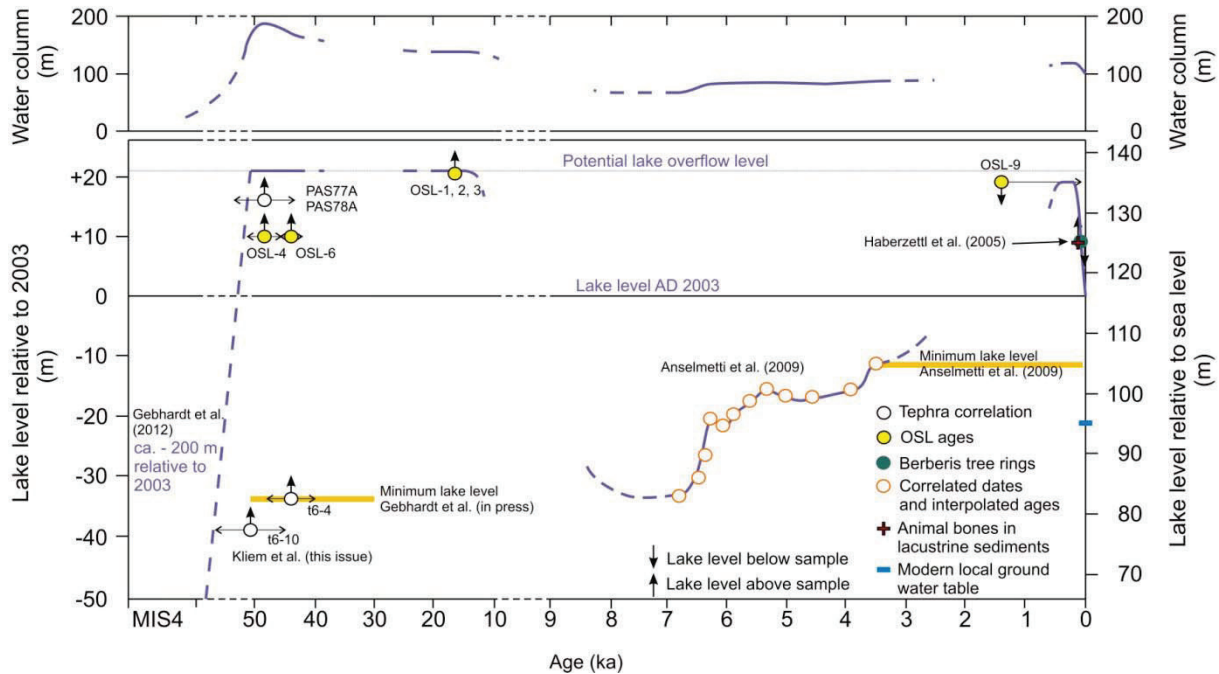 Water column
(m)
200
100
0
200
100
0
Water column
(m)
Lake level relative to 2003
(m)
+20
+10
0
-10
-20
-30
-40
-50
Potential lake overflow level
PAS77A
PAS78A
OSL-4
OSL-6
OSL-1, 2, 3
OSL-9
Haberzettl et al. (2005)
Lake level AD 2003
Anselmetti et al. (2009)
Minimum lake level
Anselmetti et al. (2009)
Gebhardt et al.
(2012)
ca. - 200 m
relative to
2003
Minimum lake level
Gebhardt et al. (in press)
t6-4
t6-10
Kliem et al. (this issue)
Lake level below sample
Lake level above sample
Tephra correlation
OSL ages
Berberis tree rings
Correlated dates
and interpolated ages
Animal bones in
lacustrine sediments
Modern local ground
water table
140
130
120
110
100
90
80
70
Lake level relative to sea level
(m)
MIS4 50 40 30 20 10 9 8 7 6 5 4 3 2 1 0
Age (ka)